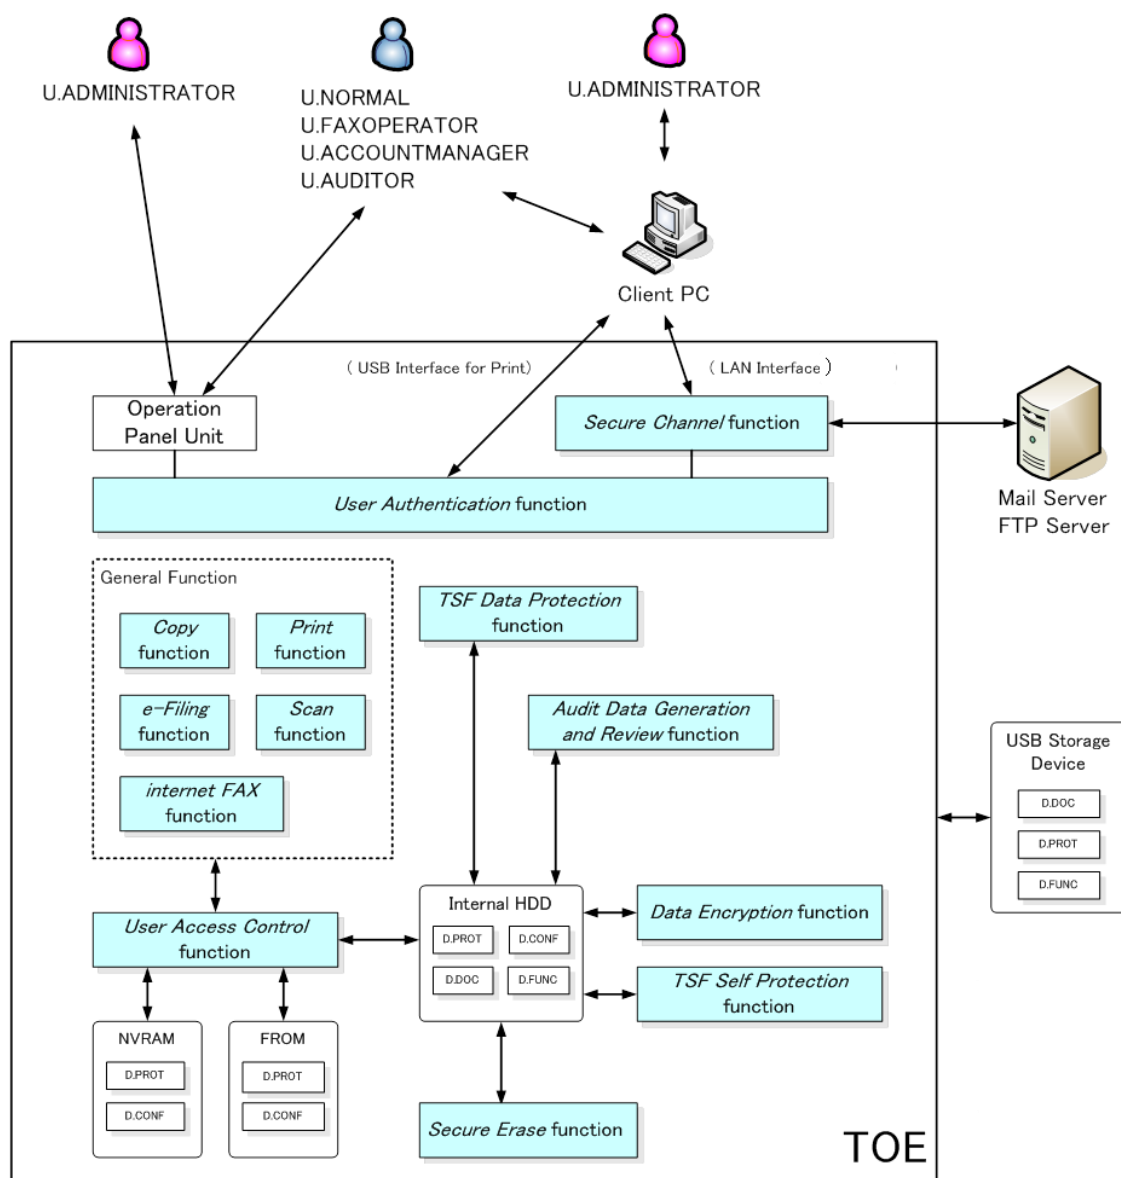 U.ADMINISTRATOR
U.NORMAL
U.FAXOPERATOR
U.ACCOUNTMANAGER
U.AUDITOR
U.ADMINISTRATOR
Client PC
( USB Interface for Print)
( LAN Interface )
Operation
Panel Unit
Secure Channel function
User Authentication function
Mail Server
FTP Server
General Function
Copy
function
Print
function
e-Filing
function
Scan
function
internet FAX
function
TSF Data Protection
function
Audit Data Generation
and Review function
USB Storage
Device
D.DOC
D.PROT
D.FUNC
User Access Control
function
Internal HDD
D.PROT
D.CONF
D.DOC
D.FUNC
Data Encryption function
TSF Self Protection
function
NVRAM
D.PROT
D.CONF
FROM
D.PROT
D.CONF
Secure Erase function
TOE